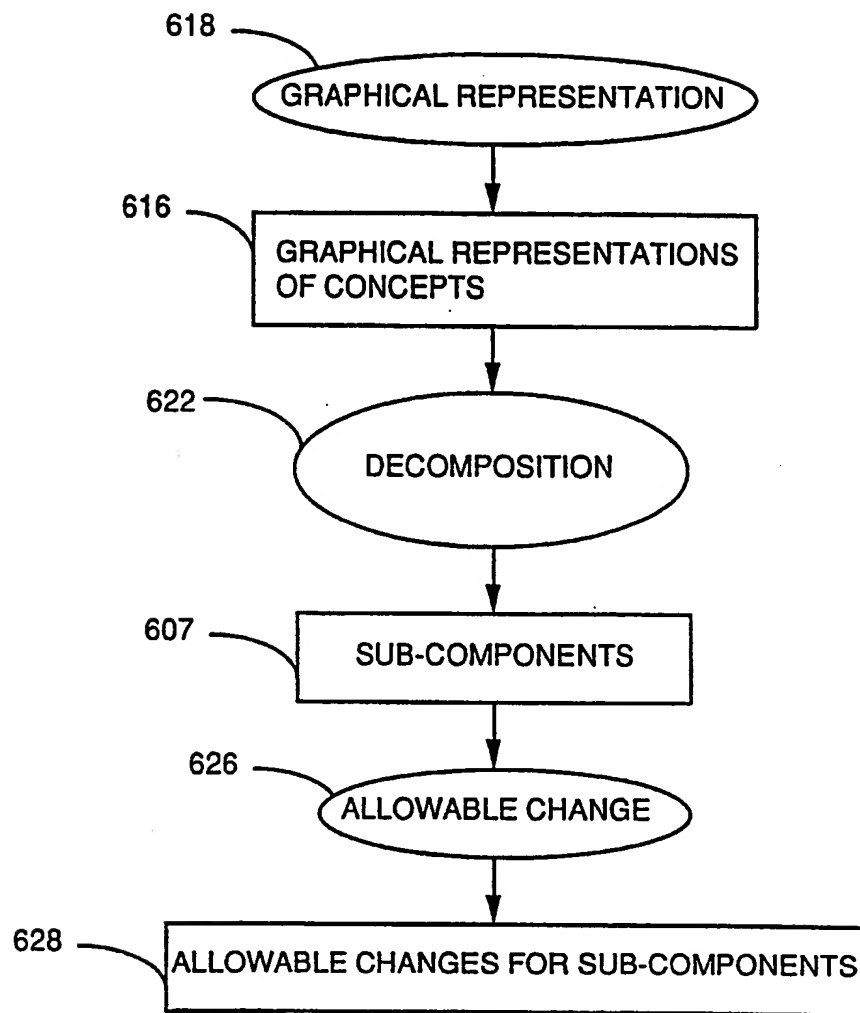 618
GRAPHICAL REPRESENTATION
616
GRAPHICAL REPRESENTATIONS
OF CONCEPTS
622
DECOMPOSITION
607
SUB-COMPONENTS
626
ALLOWABLE CHANGE
628
ALLOWABLE CHANGES FOR SUB-COMPONENTS